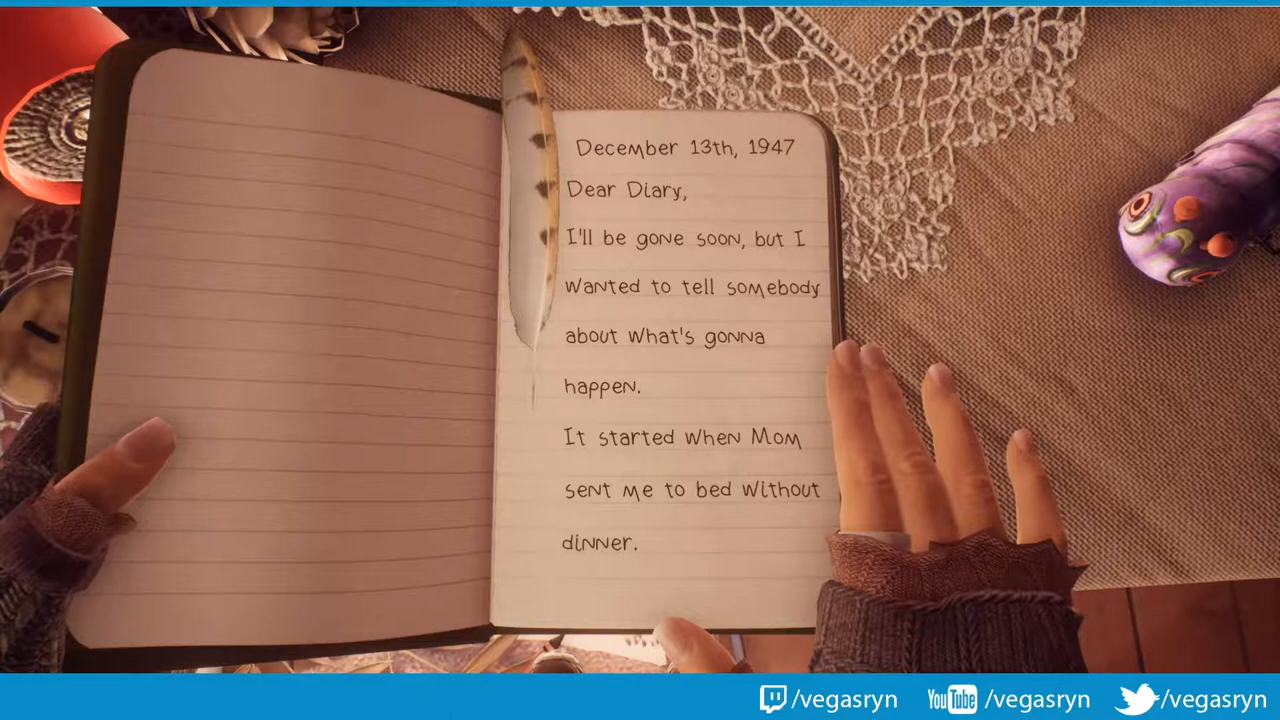 December 13th, 1947
Dear Diary,
I'll be gone soon, but I
wanted to tell somebody
about what's gonna
happen.
It started when Mom
sent me to bed without
dinner.
/vegasryn YouTube /vegasryn /vegasryn